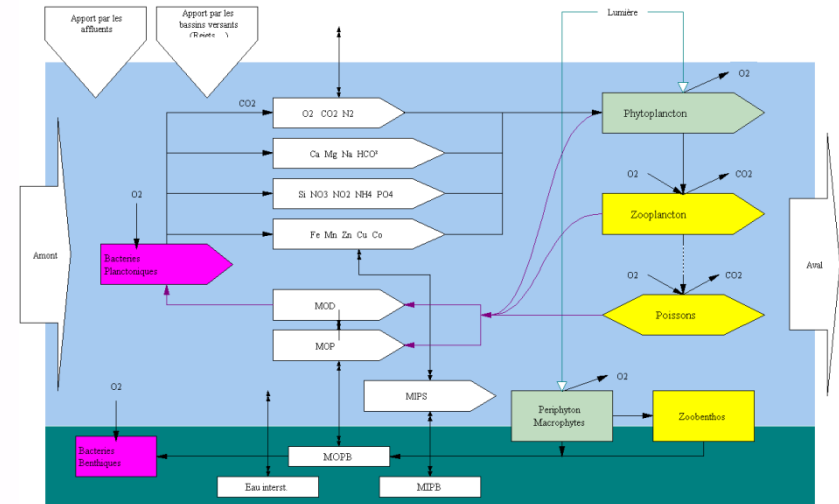 Apport par les
affluents
Apport par les
bassins versants
(Rejets ...)
Lumière
O2
CO2
O2 CO2 N2
Phytoplancton
Ca Mg Na HCO³
O2
CO2
O2
Si NO3 NO2 NH4 PO4
Zooplancton
Fe Mn Zn Cu Co
Amont
Bacteries
Planctoniques
Aval
O2
CO2
MOD
Poissons
MOP
O2
O2
MIPS
Periphyton
Macrophytes
Zoobenthos
Bacteries
Benthiques
MOPB
Eau interst.
MIPB